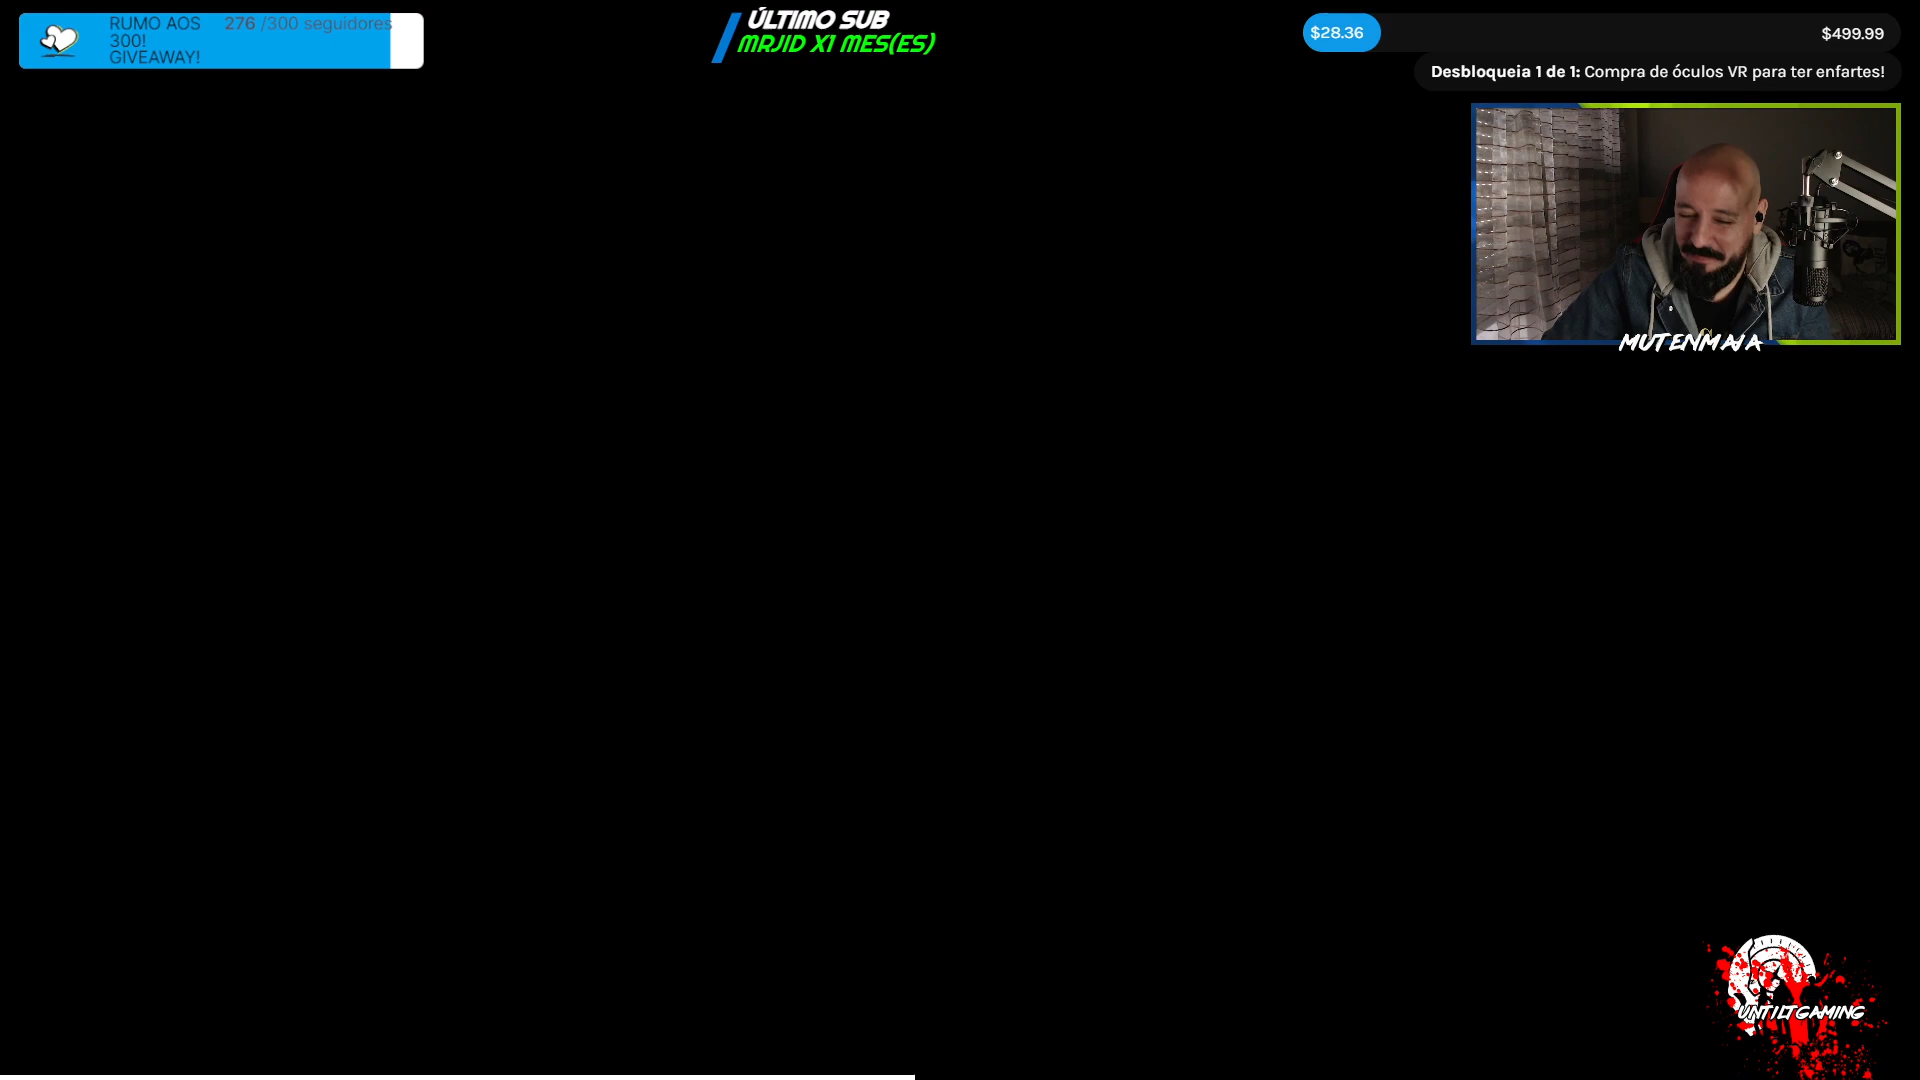 RUMO AOS 300! GIVEAWAY!
276 /300 seguidores
ÚLTIMO SUB
MRJID X1 MES(ES)
$28.36
$499.99
Desbloqueia 1 de 1: Compra de óculos VR para ter enfartes!
MUTENMAIA
UNTILTGAMING